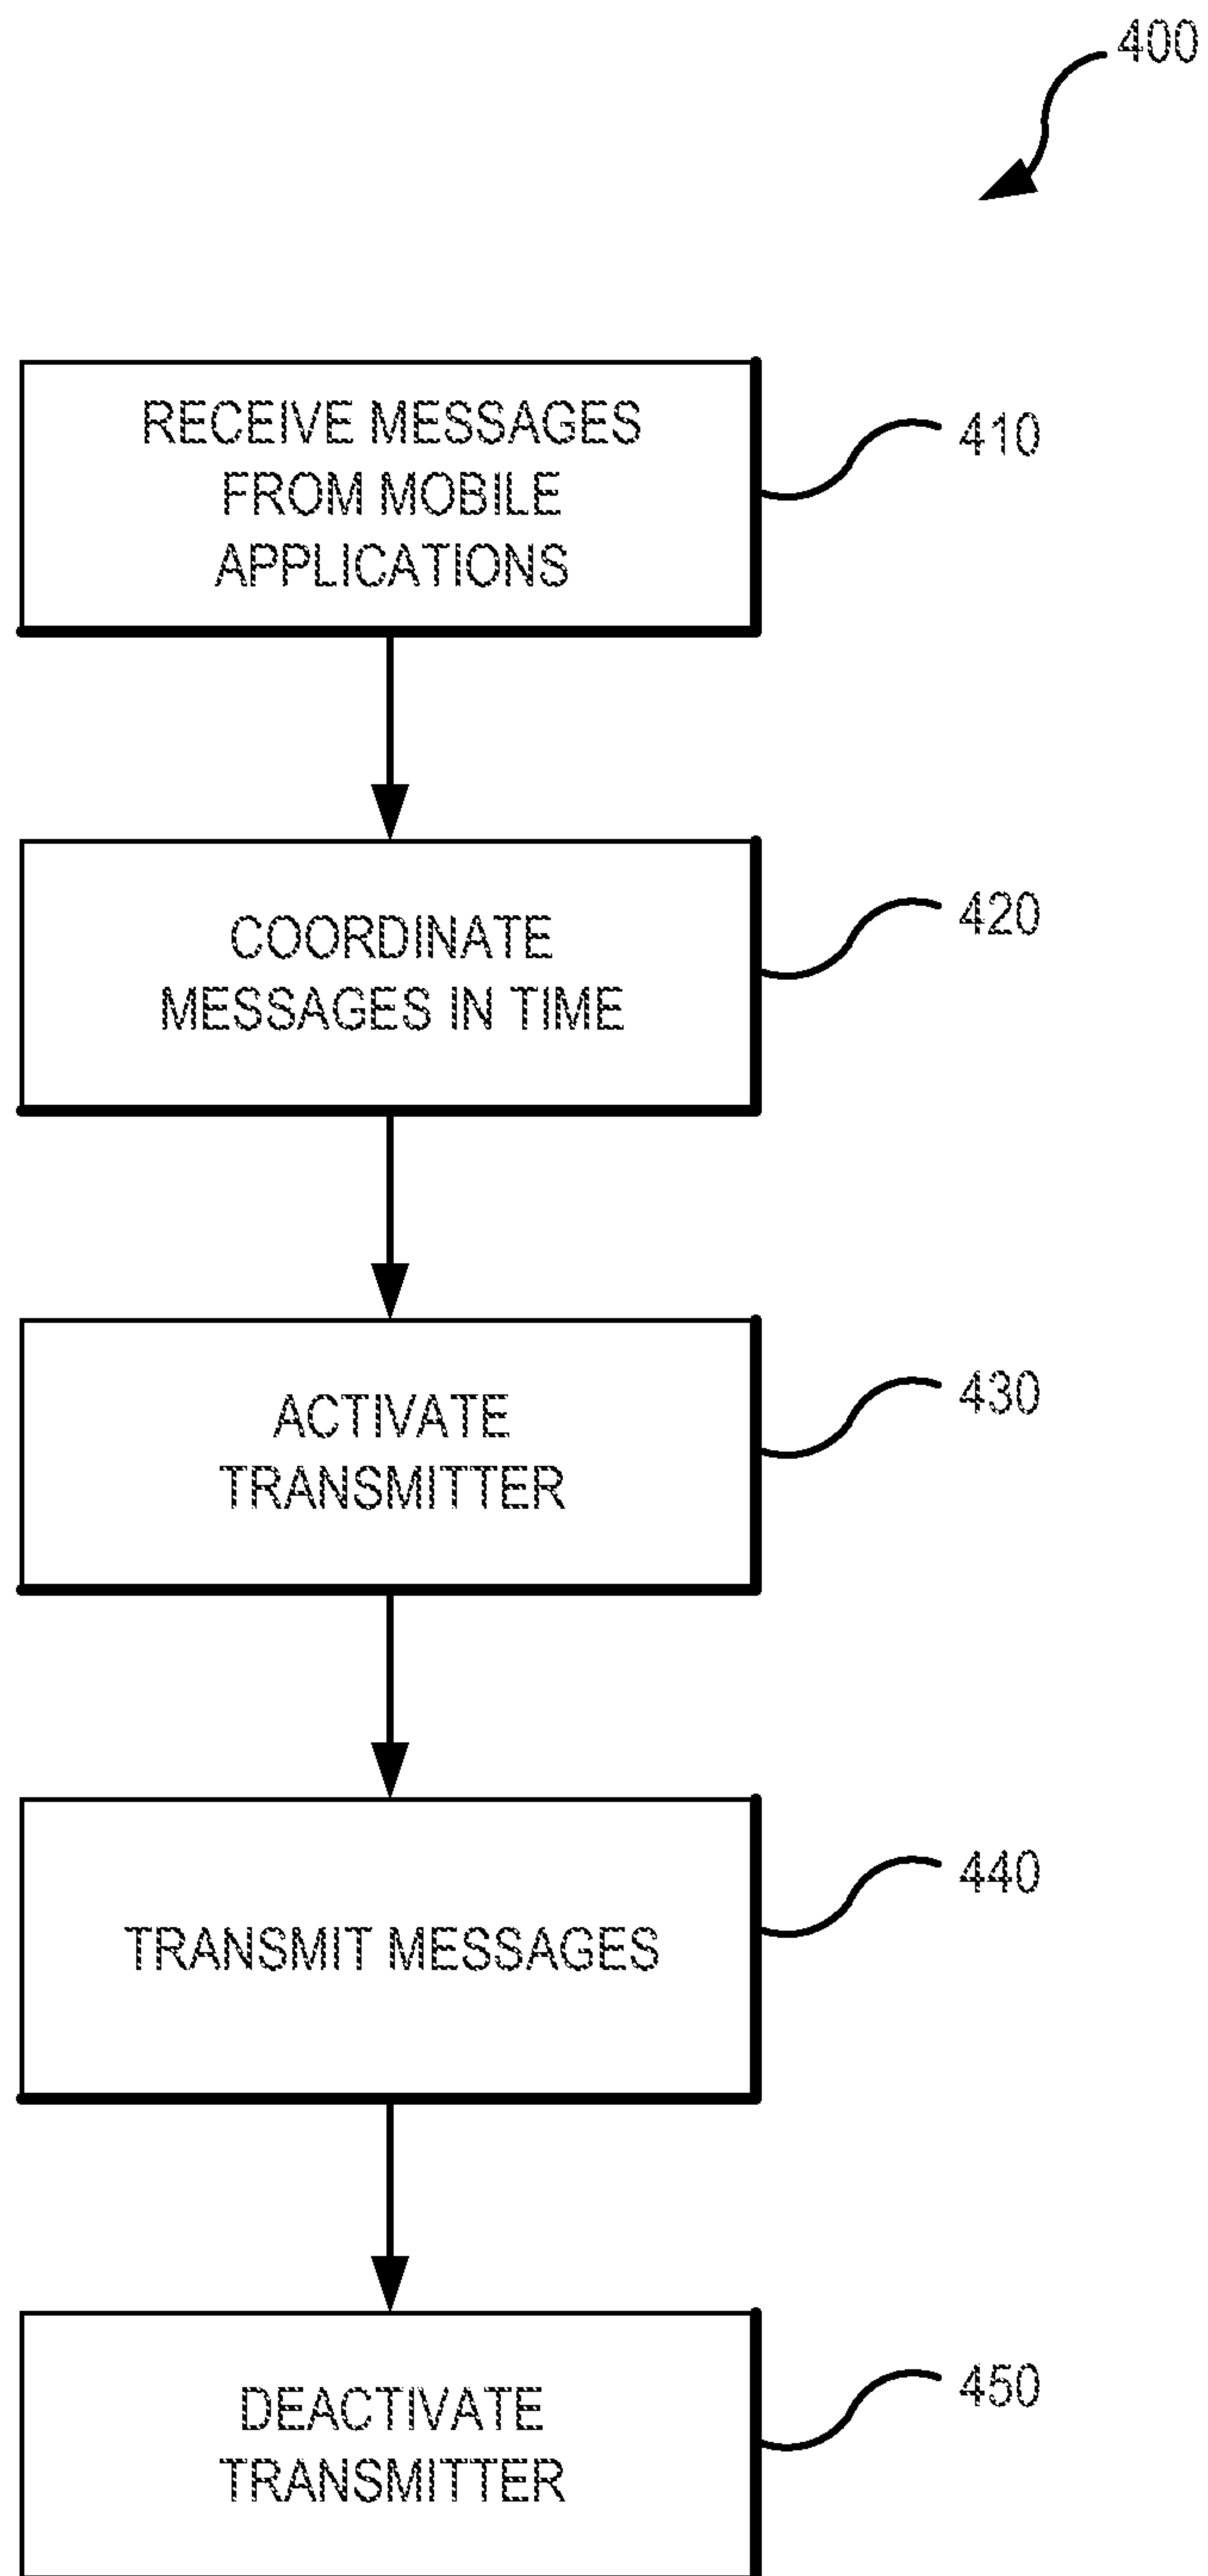 400
RECEIVE MESSAGES
FROM MOBILE
APPLICATIONS
410
COORDINATE
MESSAGES IN TIME
420
ACTIVATE
TRANSMITTER
430
TRANSMIT MESSAGES
440
DEACTIVATE
TRANSMITTER
450